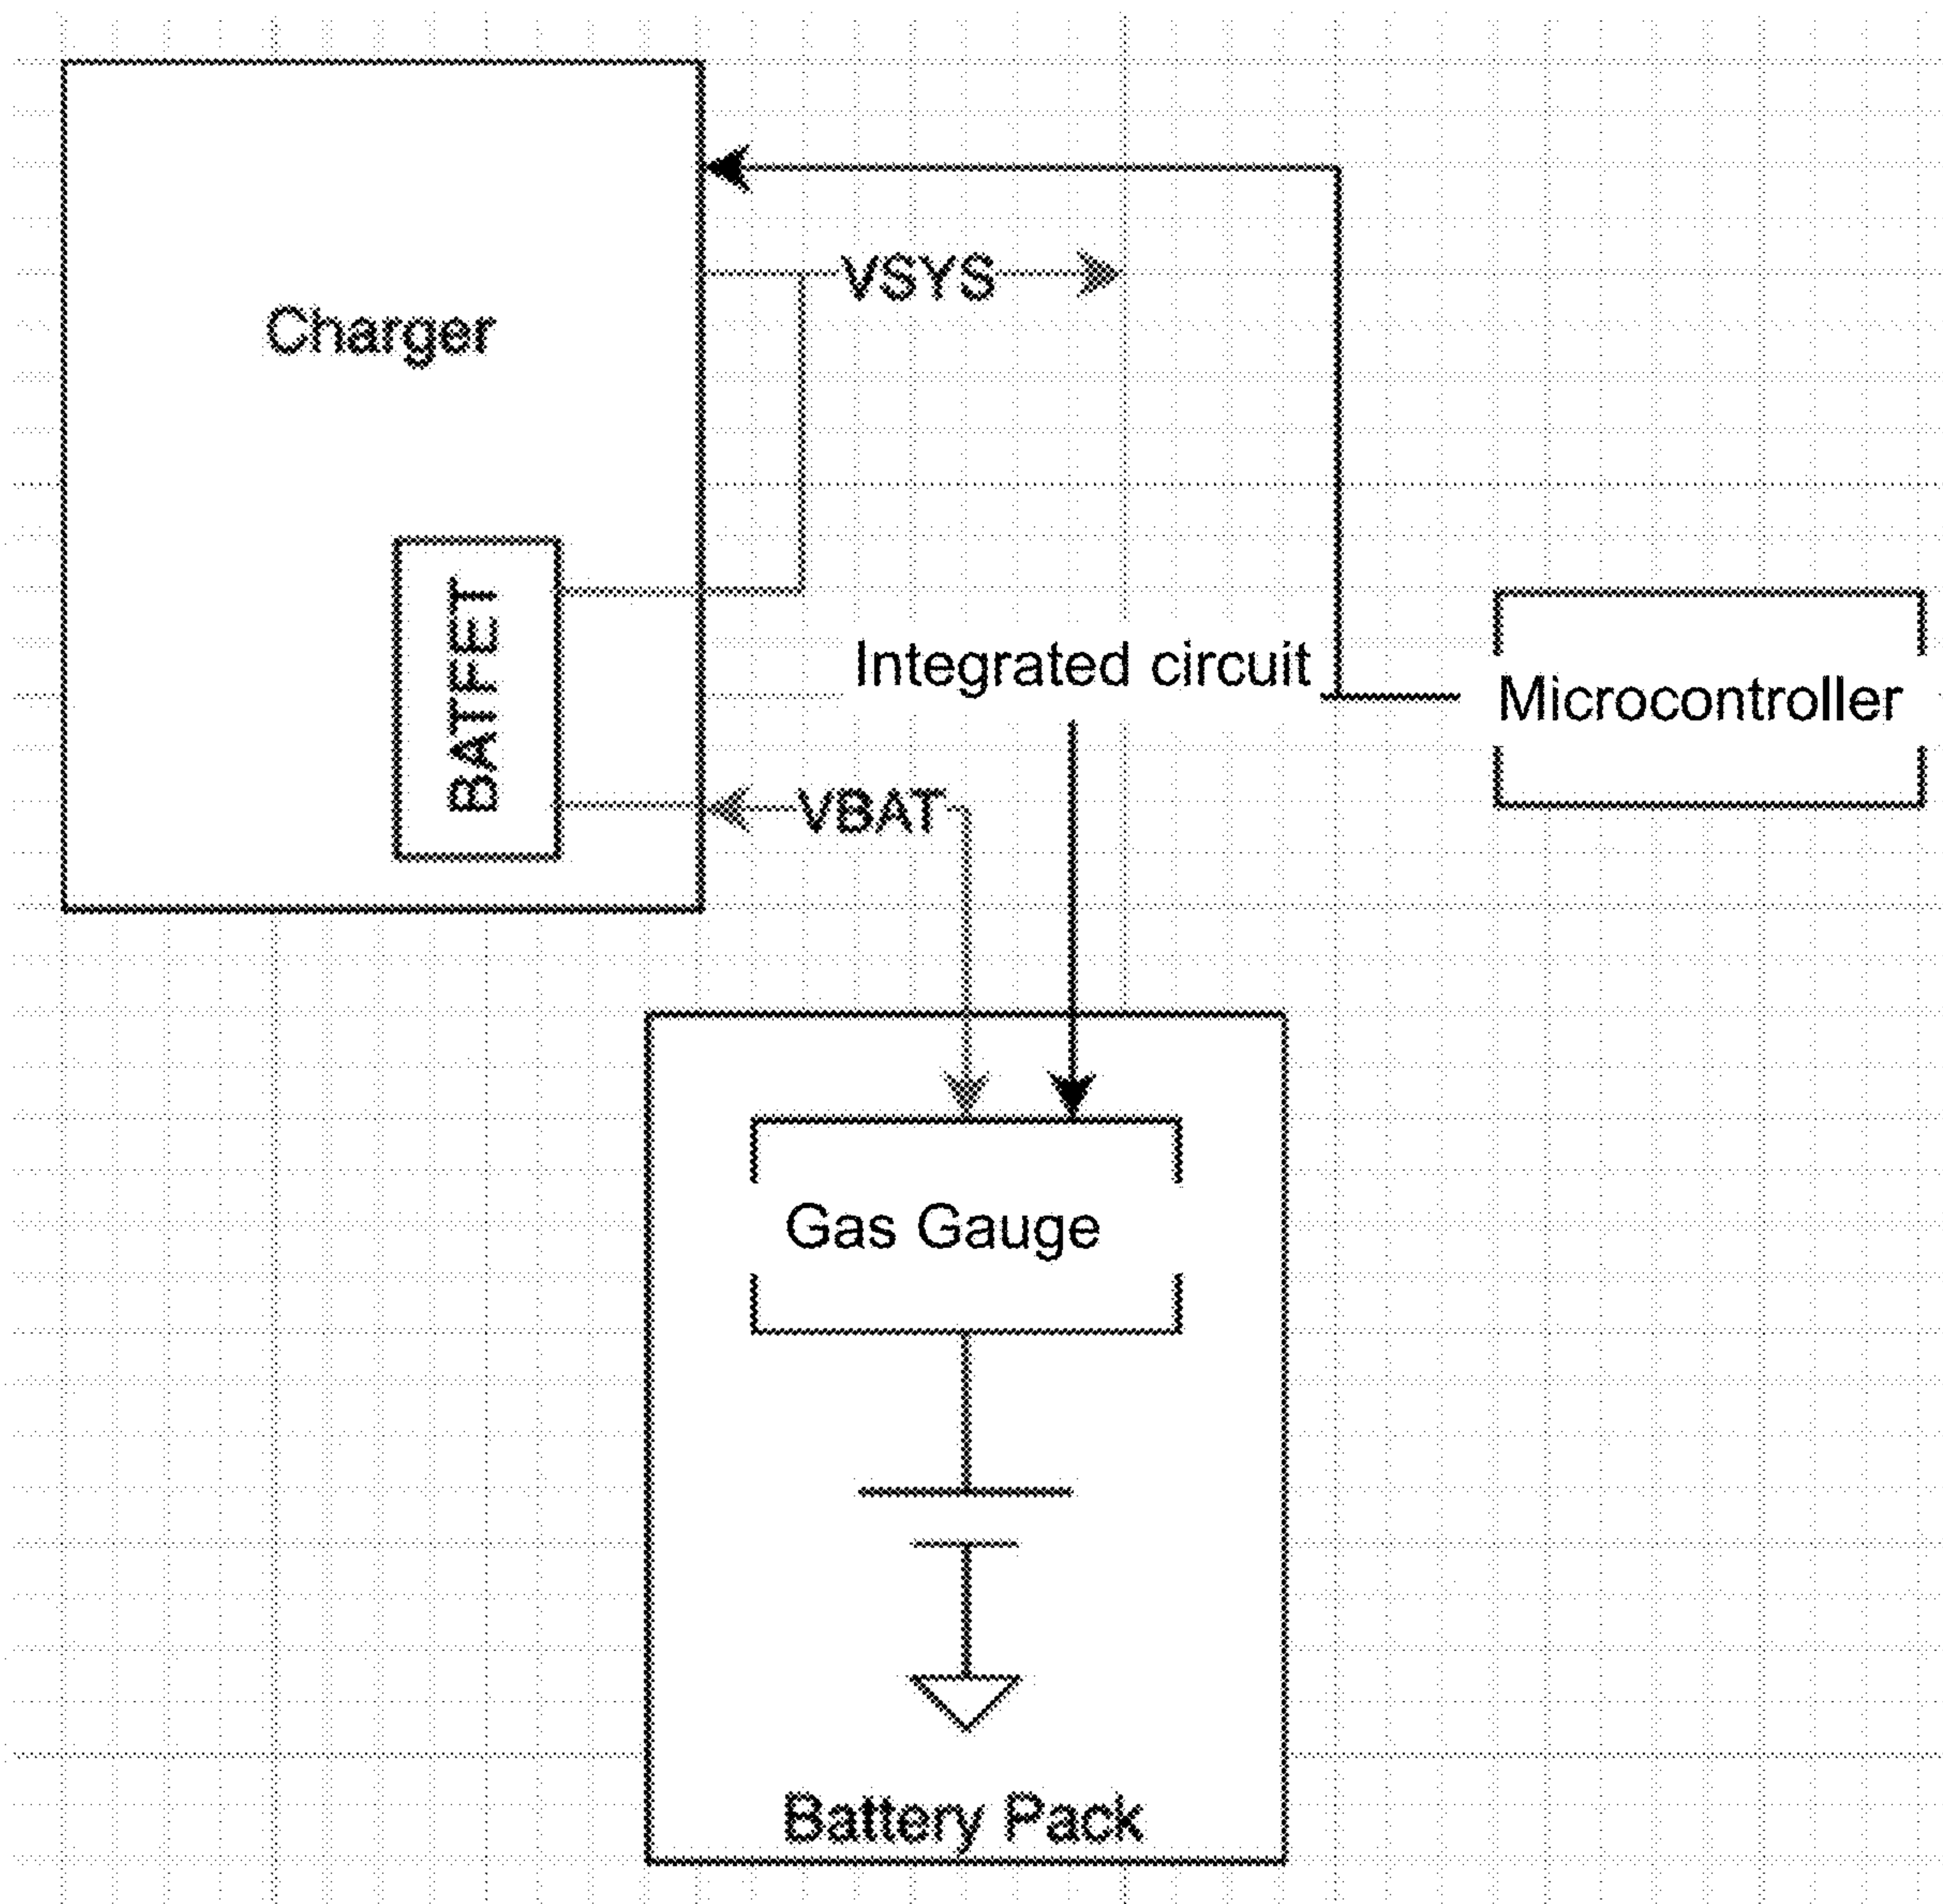 VSYS
Charger
BATFET
Integrated circuit
Microcontroller
VBAT
Gas Gauge
Battery Pack